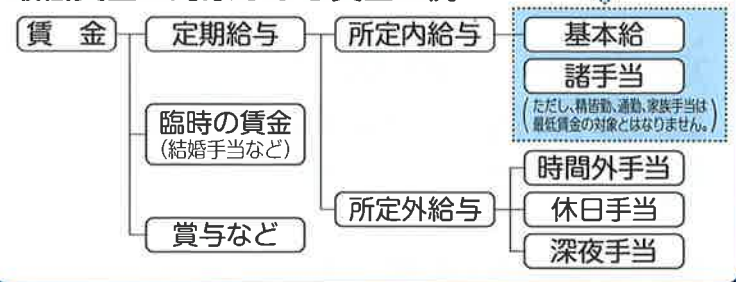 賃 金
定期給与
所定内給与
基本給
諸手当
(ただし、精皆勤、通勤、家族手当は
最低賃金の対象とはなりません。)
臨時の賃金
(結婚手当など)
時間外手当
所定外給与
休日手当
賞与など
深夜手当